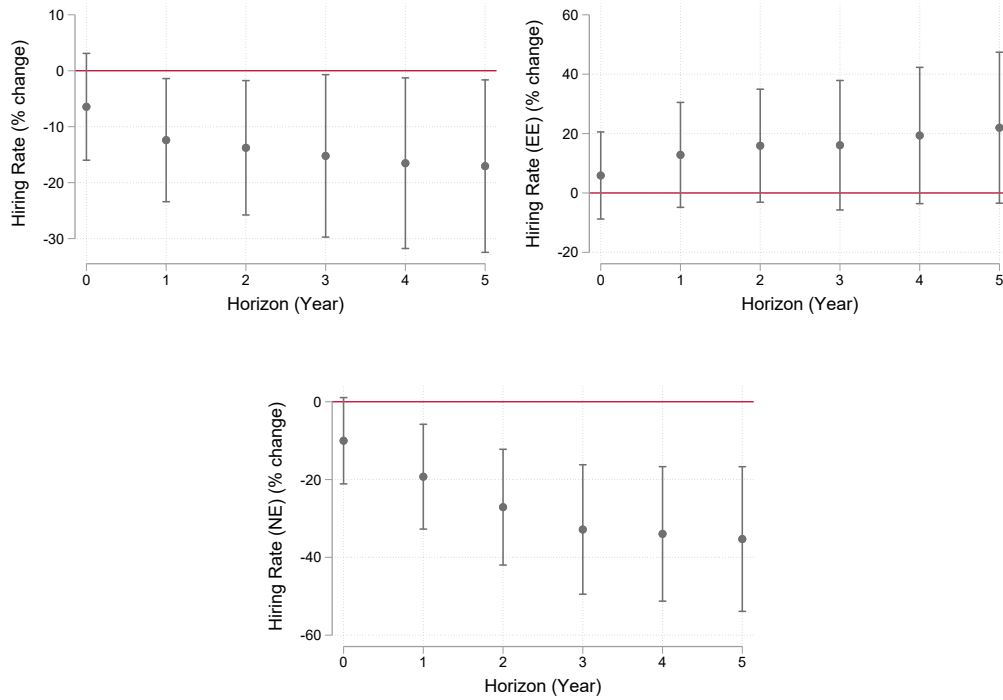 Hiring Rate (% change)
10
0
-10
-20
-30
0 1 2 3 4 5
Horizon (Year)
Hiring Rate (EE) (% change)
60
40
20
0
-20
0 1 2 3 4 5
Horizon (Year)
Hiring Rate (NE) (% change)
0
-20
-40
-60
0 1 2 3 4 5
Horizon (Year)